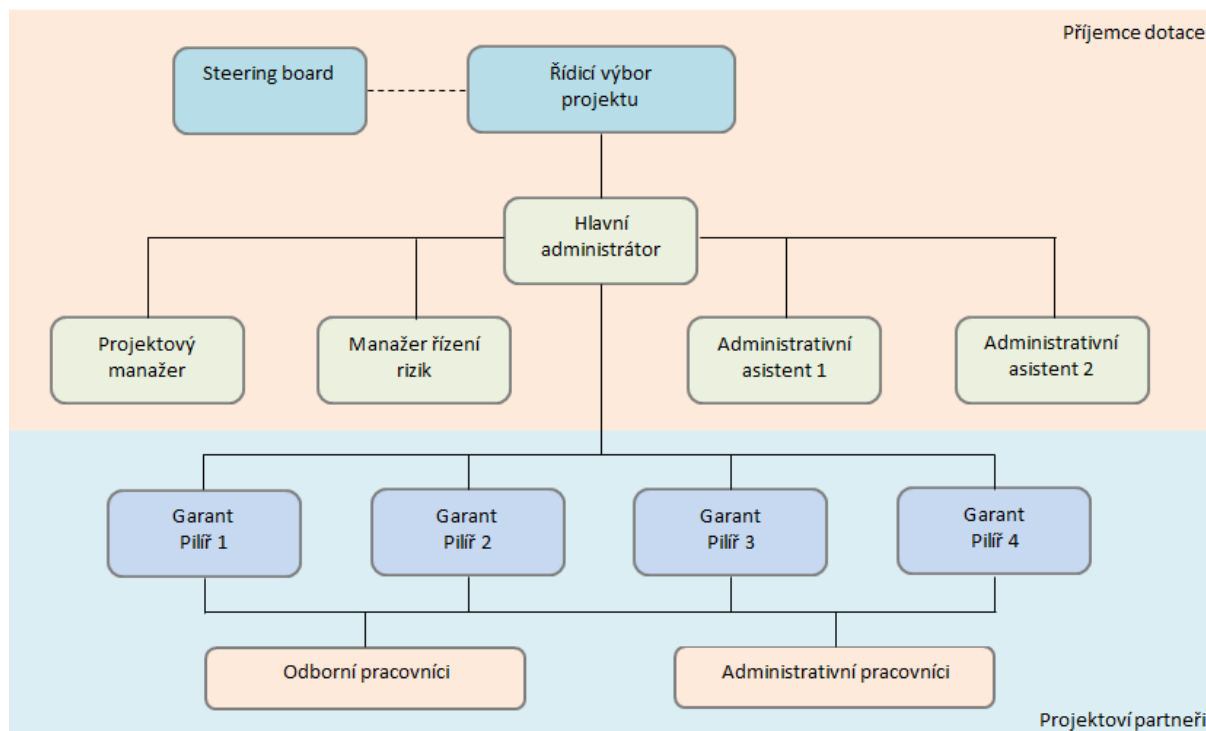 Příjemce dotace
Steering board
Řídicí výbor
projektu
Hlavní
administrátor
Projektový
manažer
Manažer řízení
rizik
Administrativní
asistent 1
Administrativní
asistent 2
Garant
Pilíř 1
Garant
Pilíř 2
Garant
Pilíř 3
Garant
Pilíř 4
Odborní pracovníci
Administrativní pracovníci
Projektoví partneři